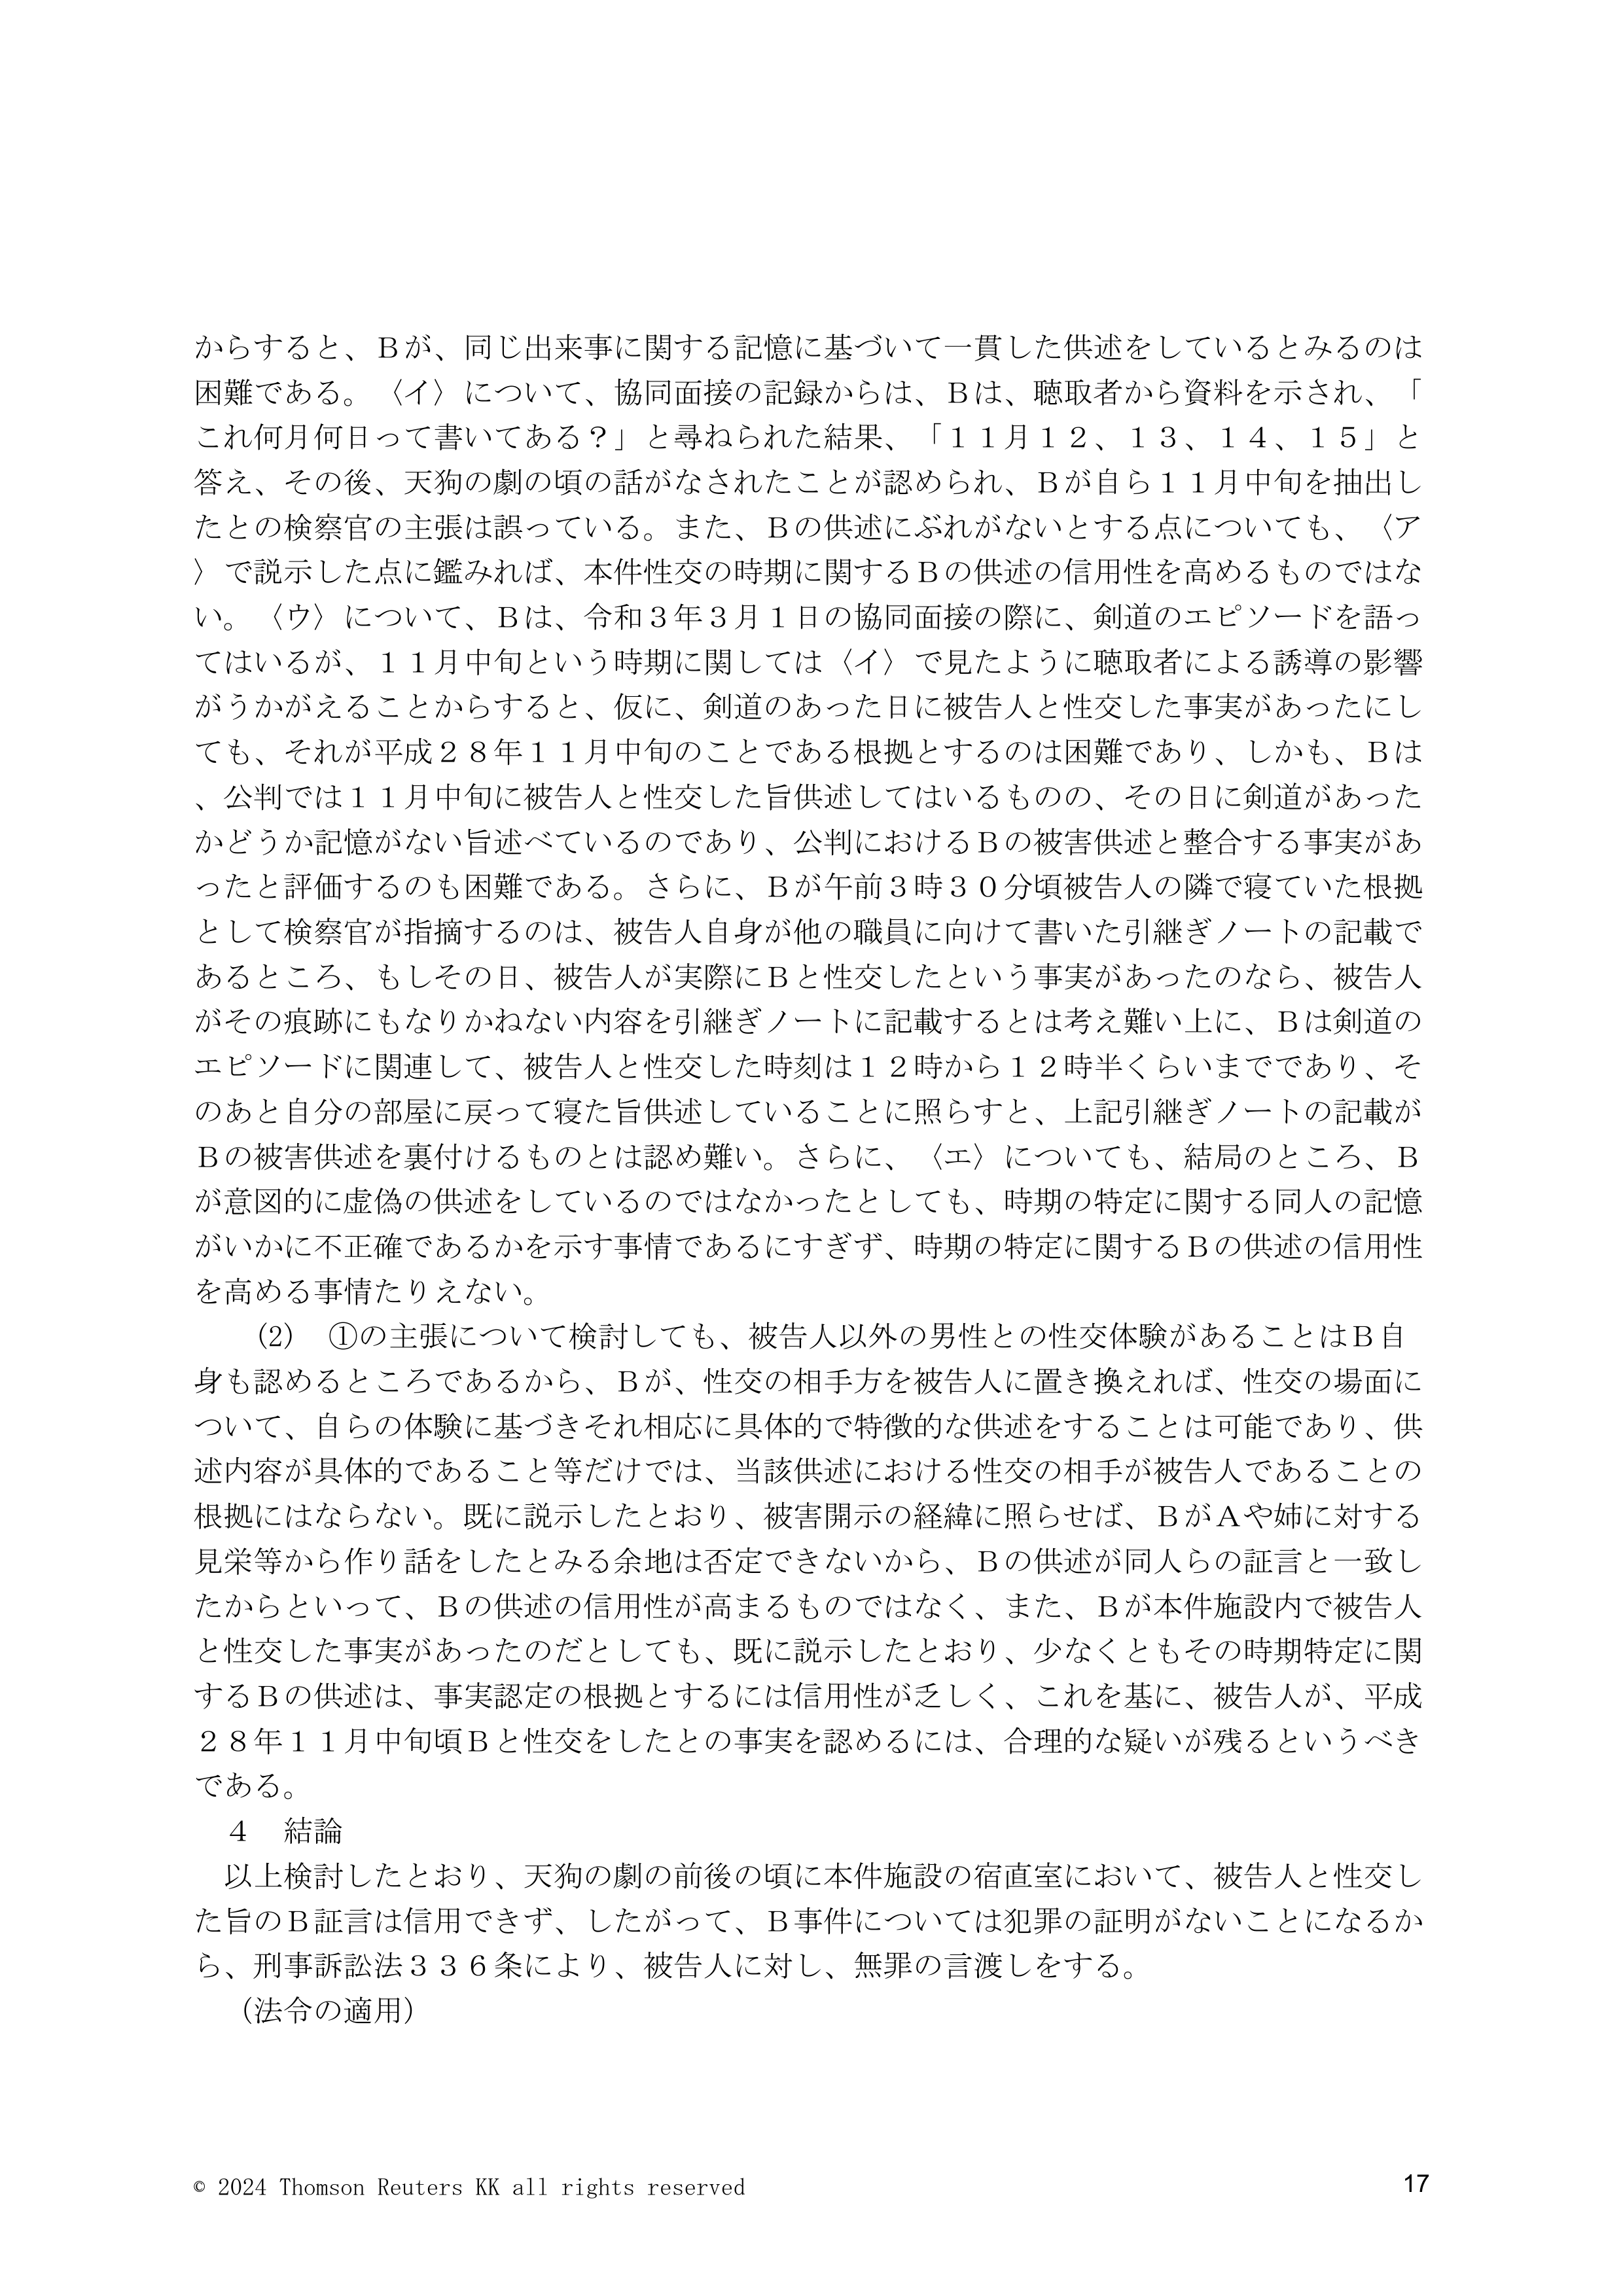 からすると、Ｂが、同じ出来事に関する記憶に基づいて一貫した供述をしているとみるのは
困難である。〈イ〉について、協同面接の記録からは、Ｂは、聴取者から資料を示され、「
これ何月何日って書いてある？」と尋ねられた結果、「１１月１２、１３、１４、１５」と
答え、その後、天狗の劇の頃の話がなされたことが認められ、Ｂが自ら１１月中旬を抽出し
たとの検察官の主張は誤っている。また、Ｂの供述にぶれがないとする点についても、〈ア
〉で説示した点に鑑みれば、本件性交の時期に関するＢの供述の信用性を高めるものではな
い。〈ウ〉について、Ｂは、令和３年３月１日の協同面接の際に、剣道のエピソードを語っ
てはいるが、１１月中旬という時期に関しては〈イ〉で見たように聴取者による誘導の影響
がうかがえることからすると、仮に、剣道のあった日に被告人と性交した事実があったにし
ても、それが平成２８年１１月中旬のことである根拠とするのは困難であり、しかも、Ｂは
、公判では１１月中旬に被告人と性交した旨供述してはいるものの、その日に剣道があった
かどうか記憶がない旨述べているのであり、公判におけるＢの被害供述と整合する事実があ
ったと評価するのも困難である。さらに、Ｂが午前３時３０分頃被告人の隣で寝ていた根拠
として検察官が指摘するのは、被告人自身が他の職員に向けて書いた引継ぎノートの記載で
あるところ、もしその日、被告人が実際にＢと性交したという事実があったのなら、被告人
がその痕跡にもなりかねない内容を引継ぎノートに記載するとは考え難い上に、Ｂは剣道の
エピソードに関連して、被告人と性交した時刻は１２時から１２時半くらいまでであり、そ
のあと自分の部屋に戻って寝た旨供述していることに照らすと、上記引継ぎノートの記載が
Ｂの被害供述を裏付けるものとは認め難い。さらに、〈エ〉についても、結局のところ、Ｂ
が意図的に虚偽の供述をしているのではなかったとしても、時期の特定に関する同人の記憶
がいかに不正確であるかを示す事情であるにすぎず、時期の特定に関するＢの供述の信用性
を高める事情たりえない。
（2）　①の主張について検討しても、被告人以外の男性との性交体験があることはＢ自
身も認めるところであるから、Ｂが、性交の相手方を被告人に置き換えれば、性交の場面に
ついて、自らの体験に基づきそれ相応に具体的で特徴的な供述をすることは可能であり、供
述内容が具体的であること等だけでは、当該供述における性交の相手が被告人であることの
根拠にはならない。既に説示したとおり、被害開示の経緯に照らせば、ＢがＡや姉に対する
見栄等から作り話をしたとみる余地は否定できないから、Ｂの供述が同人らの証言と一致し
たからといって、Ｂの供述の信用性が高まるものではなく、また、Ｂが本件施設内で被告人
と性交した事実があったのだとしても、既に説示したとおり、少なくともその時期特定に関
するＢの供述は、事実認定の根拠とするには信用性が乏しく、これを基に、被告人が、平成
２８年１１月中旬頃Ｂと性交をしたとの事実を認めるには、合理的な疑いが残るというべき
である。
４　結論
以上検討したとおり、天狗の劇の前後の頃に本件施設の宿直室において、被告人と性交し
た旨のＢ証言は信用できず、したがって、Ｂ事件については犯罪の証明がないことになるか
ら、刑事訴訟法３３６条により、被告人に対し、無罪の言渡しをする。
（法令の適用）
© 2024 Thomson Reuters KK all rights reserved
17